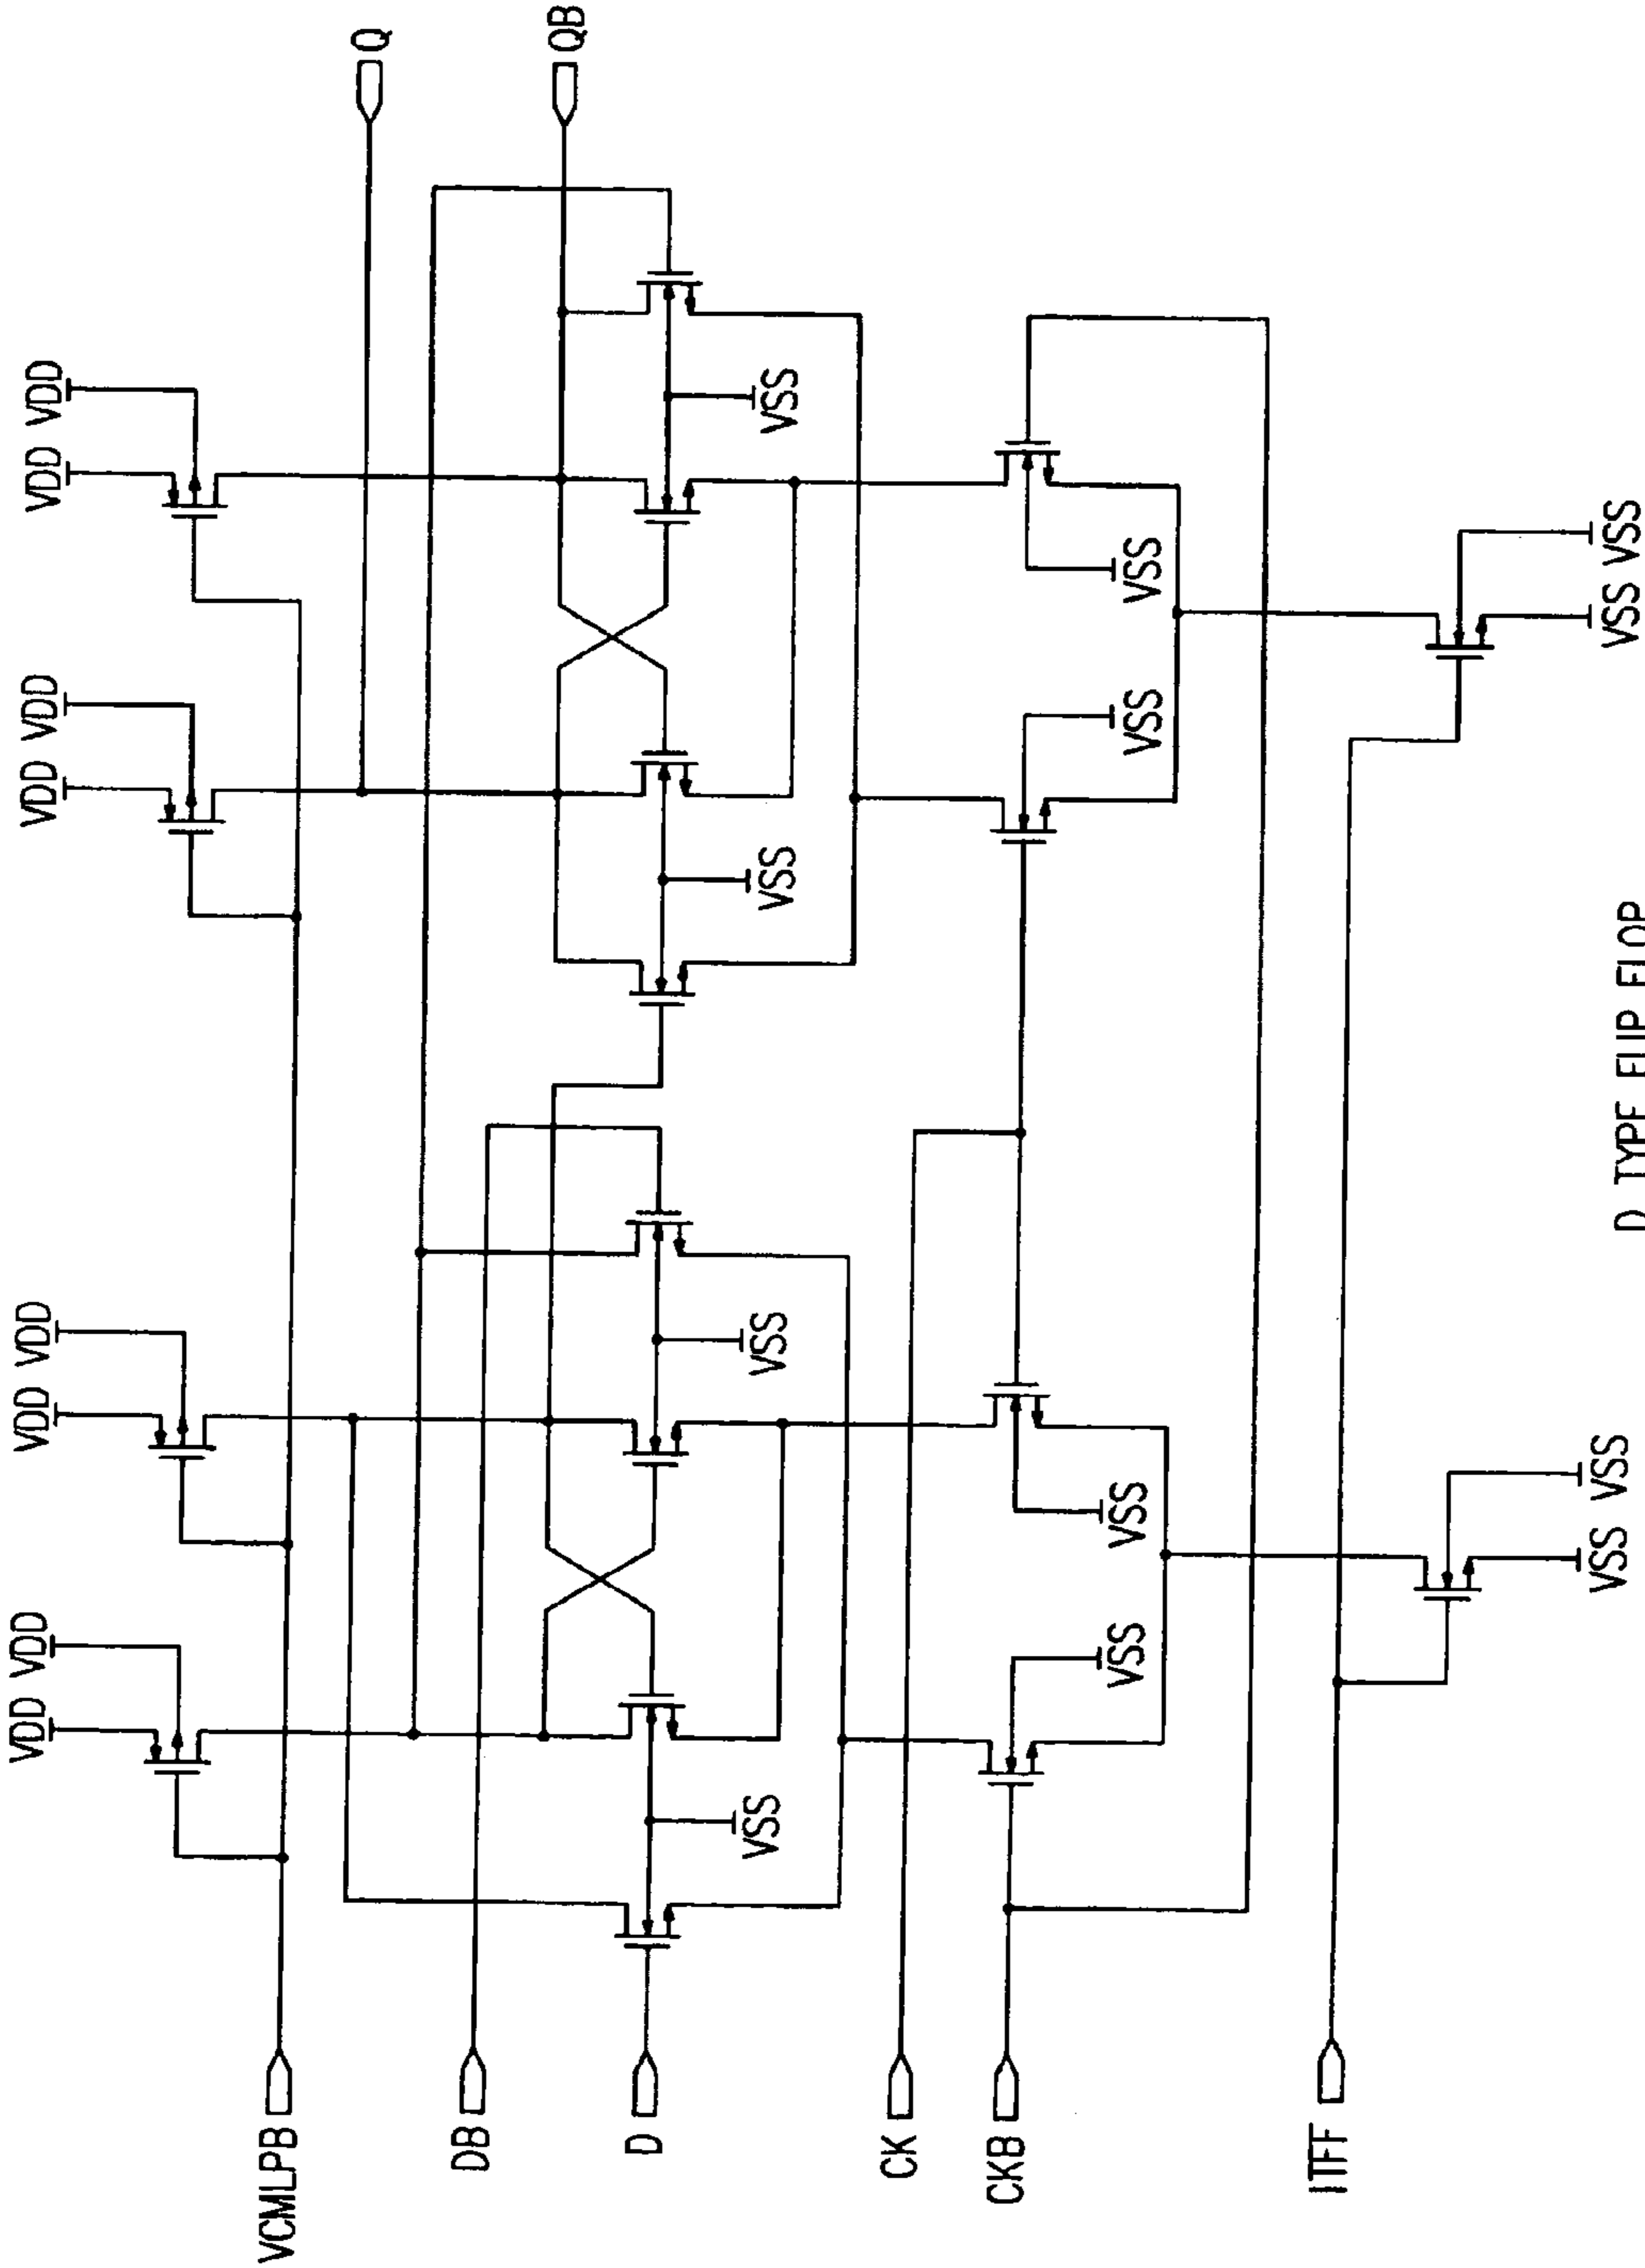 VDD VDD
VDD VDD
VDD VDD
VDD VDD
VCMLPB
Q
DB
QB
D
VSS
VSS
VSS
VSS
CK
CKB
VSS
VSS
VSS
VSS
ITFF
VSS VSS
VSS VSS
D TYPE FLIP FLOP